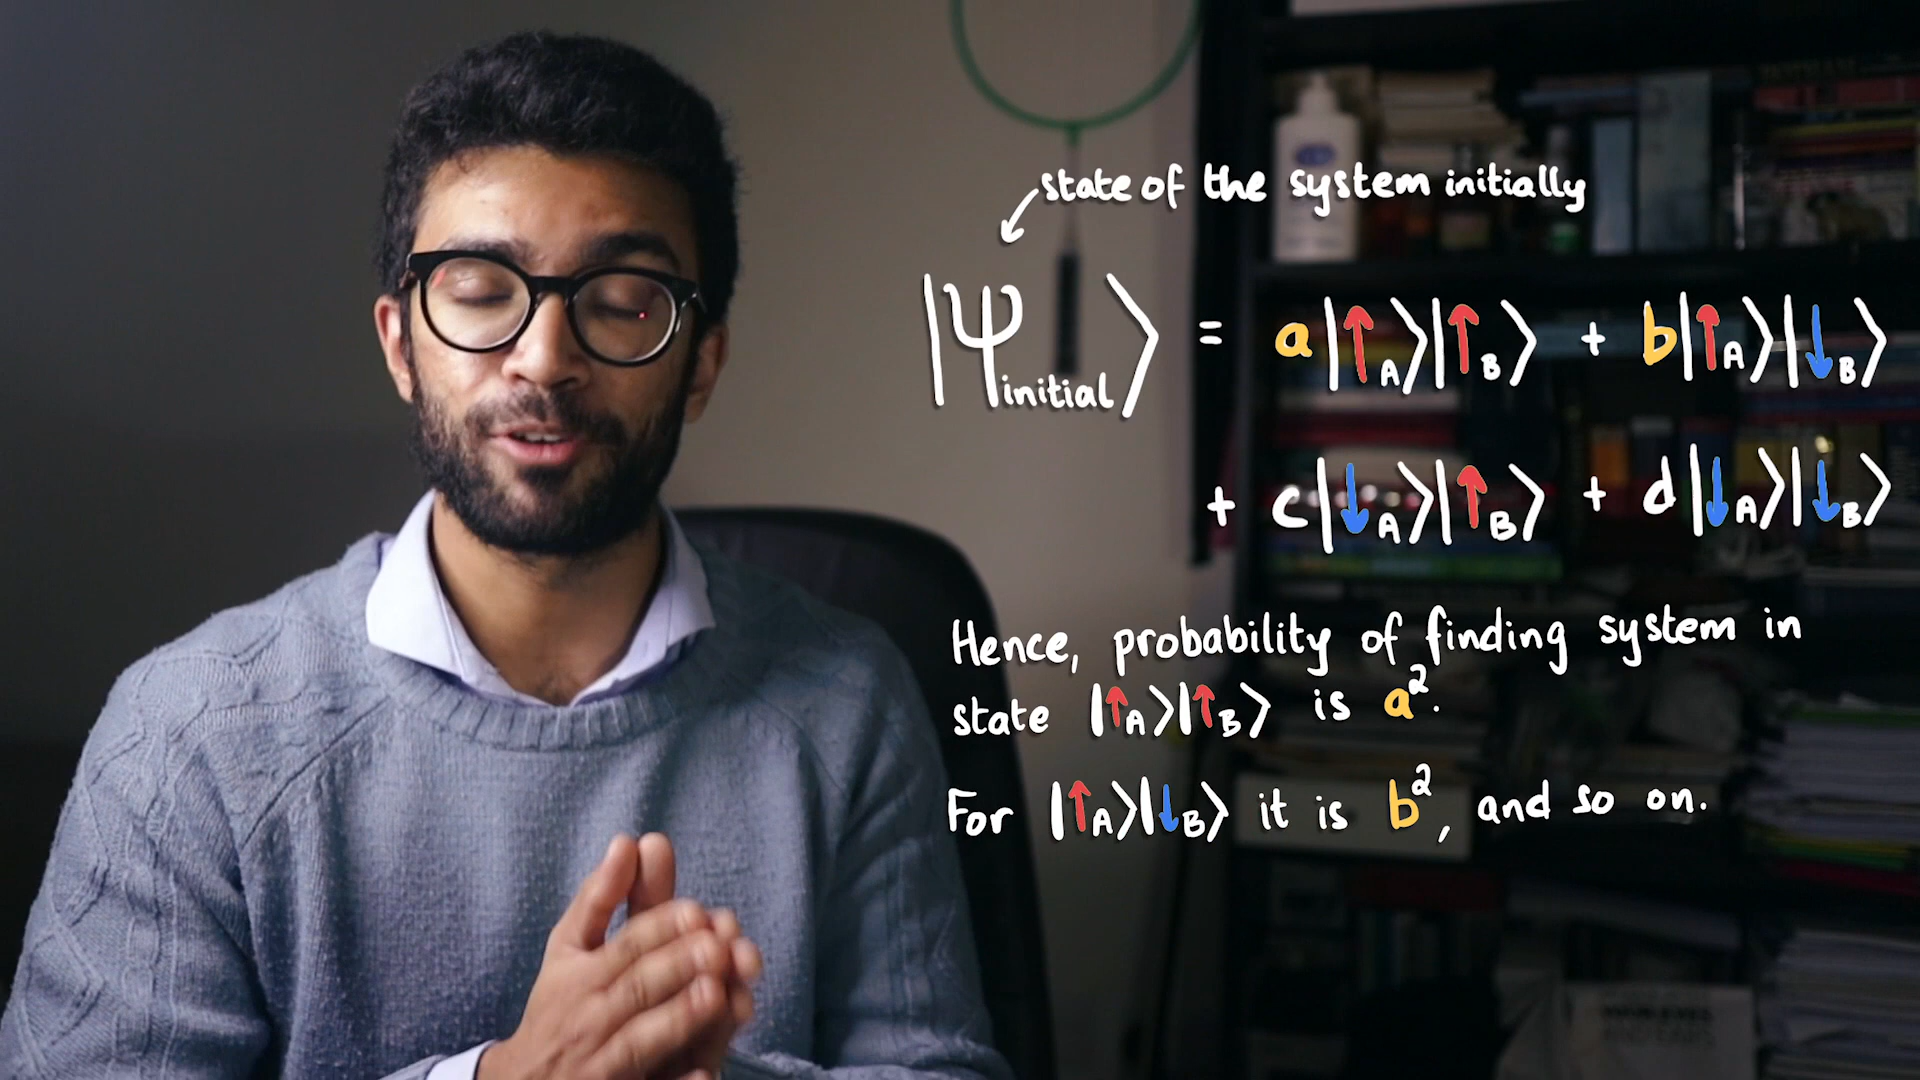 state of the system initially
|Ψinitial⟩ = a|↑A⟩|↑B⟩ + b|↑A⟩|↓B⟩
+ c|↓A⟩|↑B⟩ + d|↓A⟩|↓B⟩
Hence, probability of finding system in
state |↑A⟩|↑B⟩ is a².
For |↑A⟩|↓B⟩ it is b², and so on.